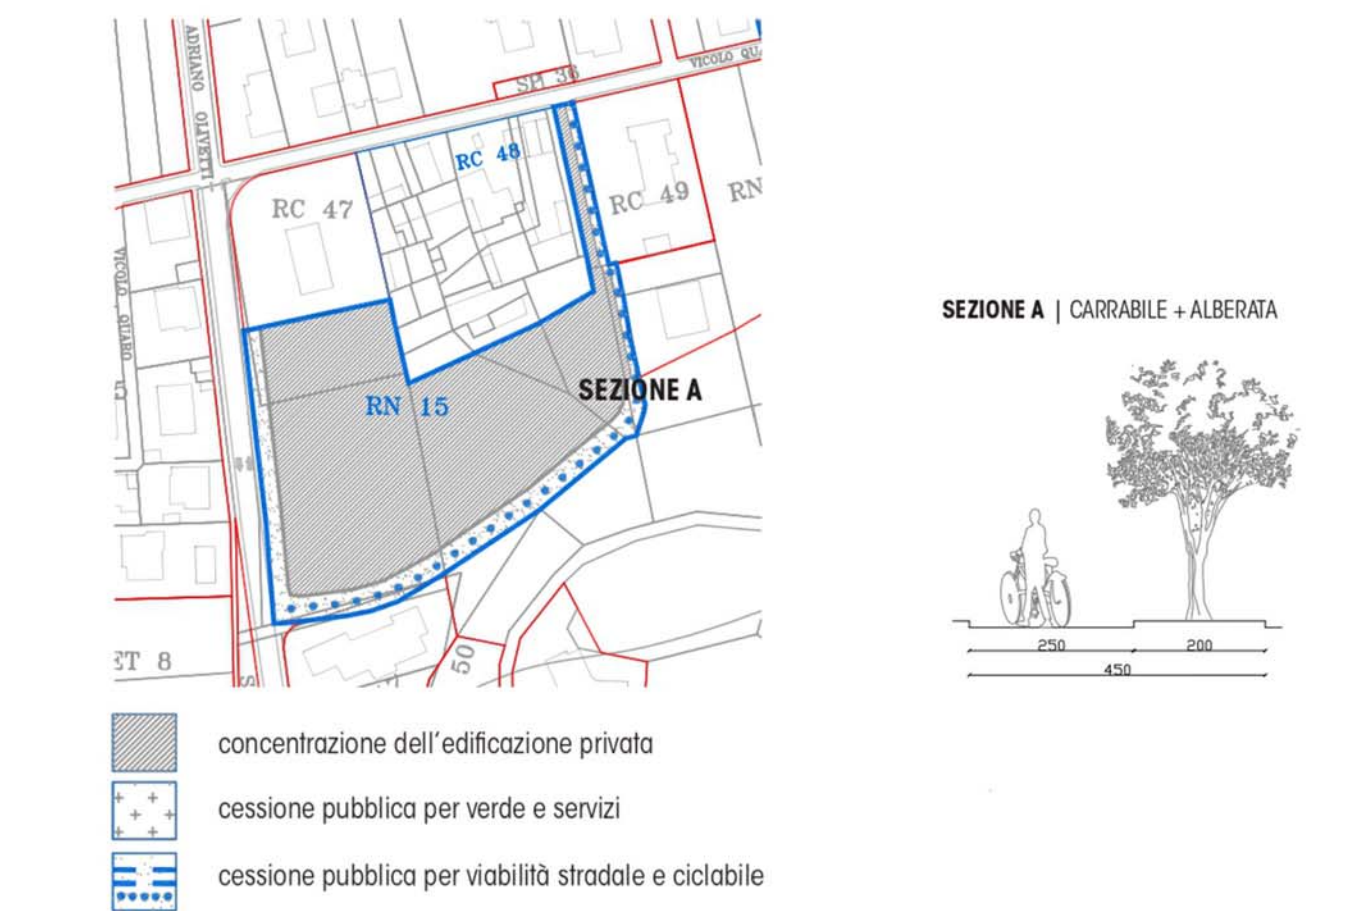 ADRIANO OLIVETTI
SP 36
VICOLO QUA
RC 48
RC 47
RC 49
RN
VICOLO QUARO
5
SEZIONE A
RN 15
ET 8
50
S
SEZIONE A | CARRABILE + ALBERATA
250
200
450
concentrazione dell'edificazione privata
cessione pubblica per verde e servizi
cessione pubblica per viabilità stradale e ciclabile